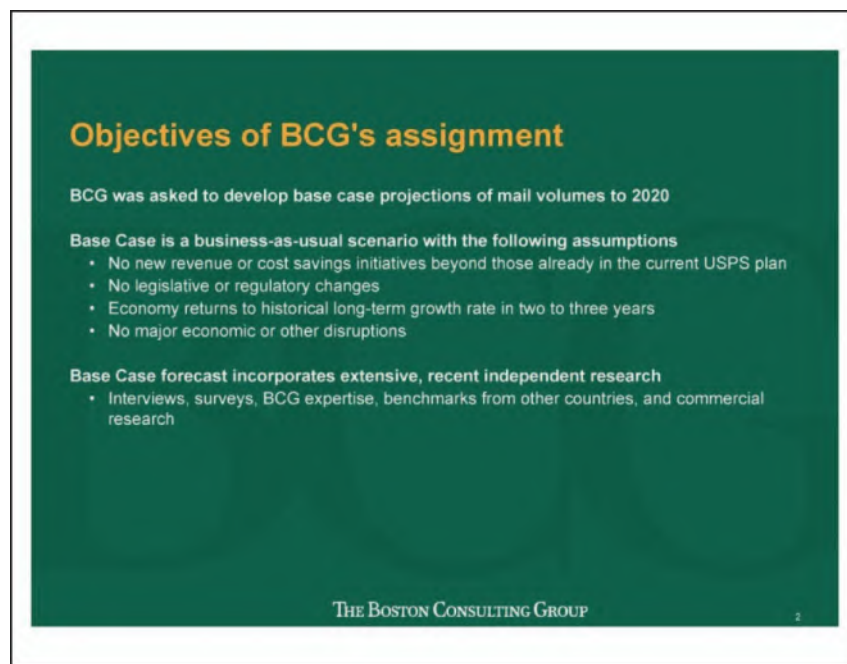 Objectives of BCG's assignment
BCG was asked to develop base case projections of mail volumes to 2020
Base Case is a business-as-usual scenario with the following assumptions
• No new revenue or cost savings initiatives beyond those already in the current USPS plan
• No legislative or regulatory changes
• Economy returns to historical long-term growth rate in two to three years
• No major economic or other disruptions
Base Case forecast incorporates extensive, recent independent research
• Interviews, surveys, BCG expertise, benchmarks from other countries, and commercial
research
BCG
THE BOSTON CONSULTING GROUP
2